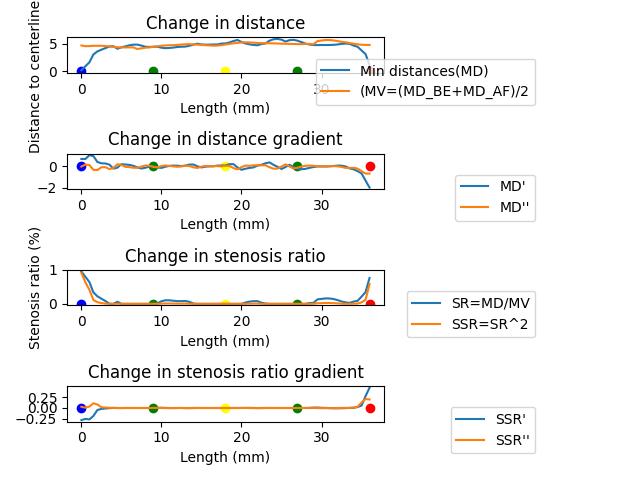 Change in distance
Distance to centerline
5
0
0
10
20
30
Length (mm)
Min distances(MD)
(MV=(MD_BE+MD_AF)/2
Change in distance gradient
0
−2
0
10
20
30
Length (mm)
MD'
MD''
Change in stenosis ratio
Stenosis ratio (%)
1
0
0
10
20
30
Length (mm)
SR=MD/MV
SSR=SR^2
Change in stenosis ratio gradient
0.25
0.00
−0.25
0
10
20
30
Length (mm)
SSR'
SSR''